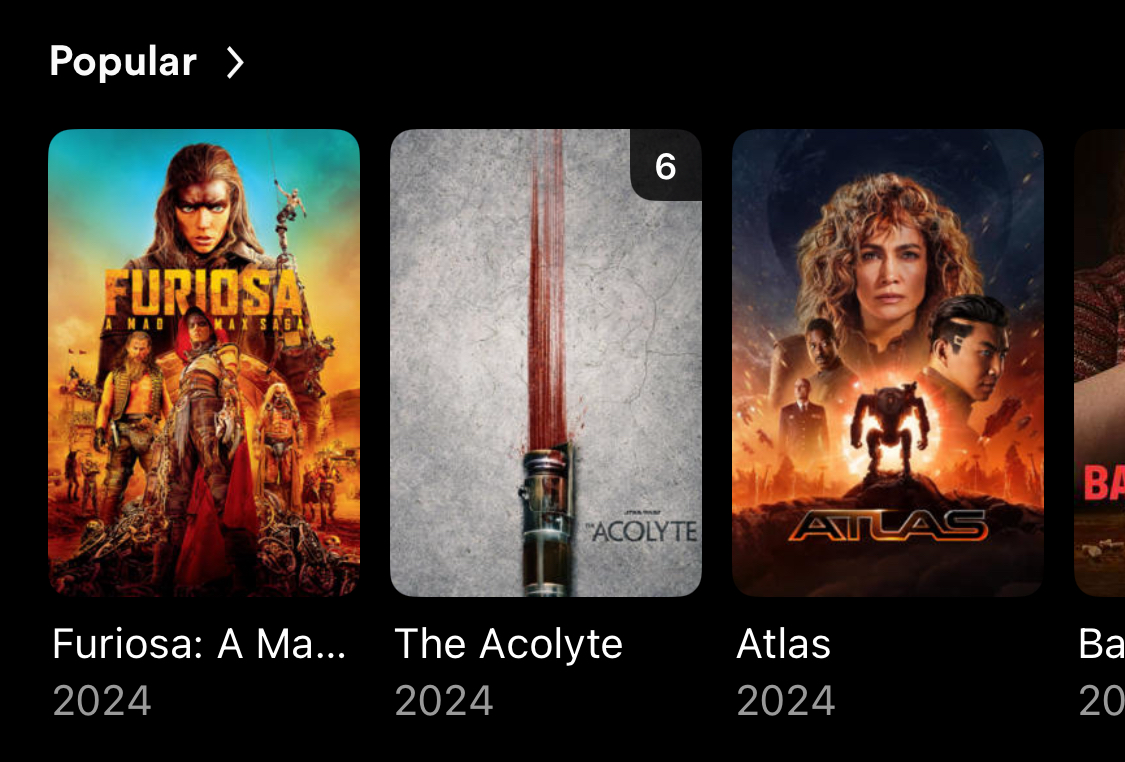 Popular
6
FURIOSA
A MAD MAX SAGA
STAR WARS
THE ACOLYTE
ATLAS
BA
Furiosa: A Ma...
The Acolyte
Atlas
Ba
2024
2024
2024
20